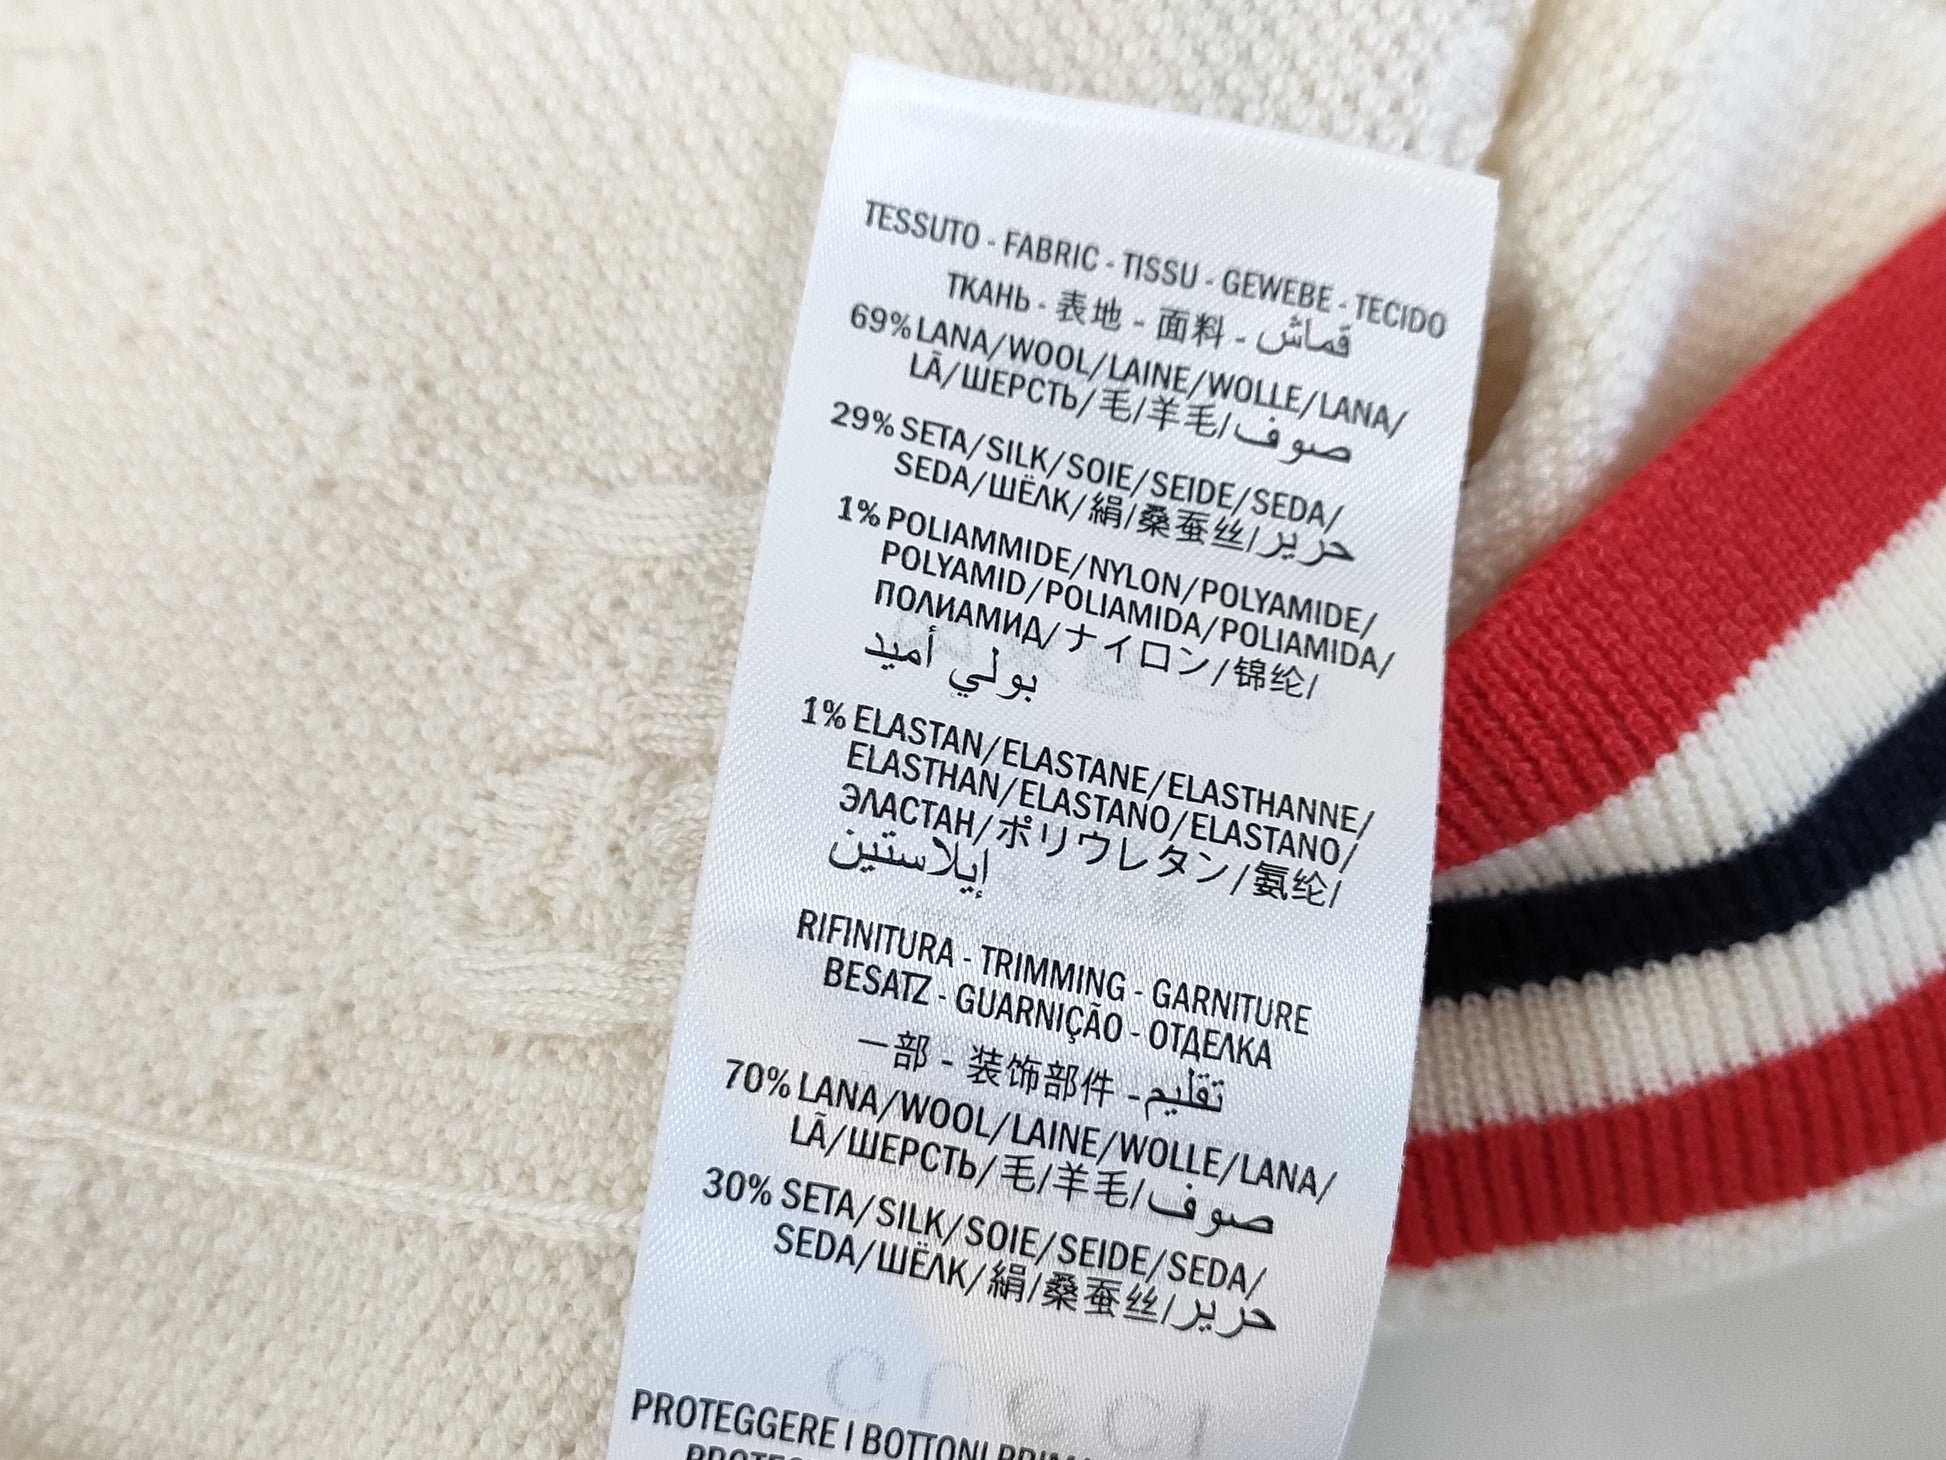 TESSUTO - FABRIC - TISSU - GEWEBE - TECIDO
ТКАНЬ - 表地 - 面料 - قماش
69% LANA/WOOL/LAINE/WOLLE/LANA/
LÃ/ШЕРСТЬ/毛/羊毛/صوف
29% SETA/SILK/SOIE/SEIDE/SEDA/
SEDA/ШЁЛК/絹/桑蚕丝/حرير
1% POLIAMMIDE/NYLON/POLYAMIDE/
POLYAMID/POLIAMIDA/POLIAMIDA/
ПОЛИАМИД/ナイロン/锦纶/
بولي أميد
1% ELASTAN/ELASTANE/ELASTHANNE/
ELASTHAN/ELASTANO/ELASTANO/
ЭЛАСТАН/ポリウレタン/氨纶/
إيلاستين
RIFINITURA - TRIMMING - GARNITURE
BESATZ - GUARNIÇÃO - ОТДЕЛКА
一部 - 装饰部件 - تقليم
70% LANA/WOOL/LAINE/WOLLE/LANA/
LÃ/ШЕРСТЬ/毛/羊毛/صوف
30% SETA/SILK/SOIE/SEIDE/SEDA/
SEDA/ШЁЛК/絹/桑蚕丝/حرير
PROTEGGERE I BOTTONI